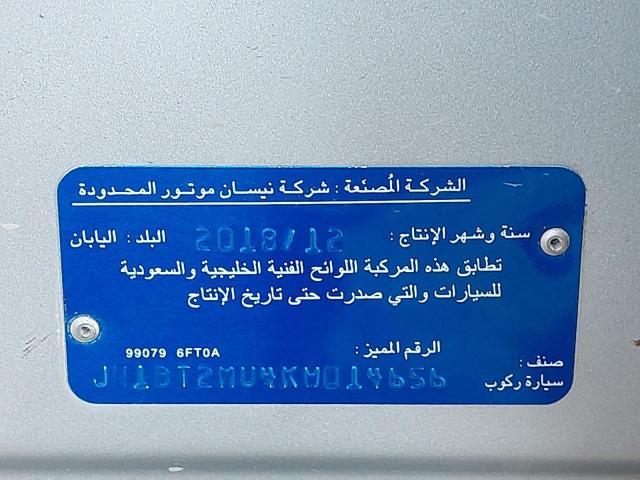 الشركة المُصنّعة : شركة نيسان موتور المحدودة
سنة وشهر الإنتاج : 2018/12 البلد : اليابان
تطابق هذه المركبة اللوائح الفنية الخليجية والسعودية
للسيارات والتي صدرت حتى تاريخ الإنتاج
الرقم المميز : 99079 6FT0A
صنف :
سيارة ركوب